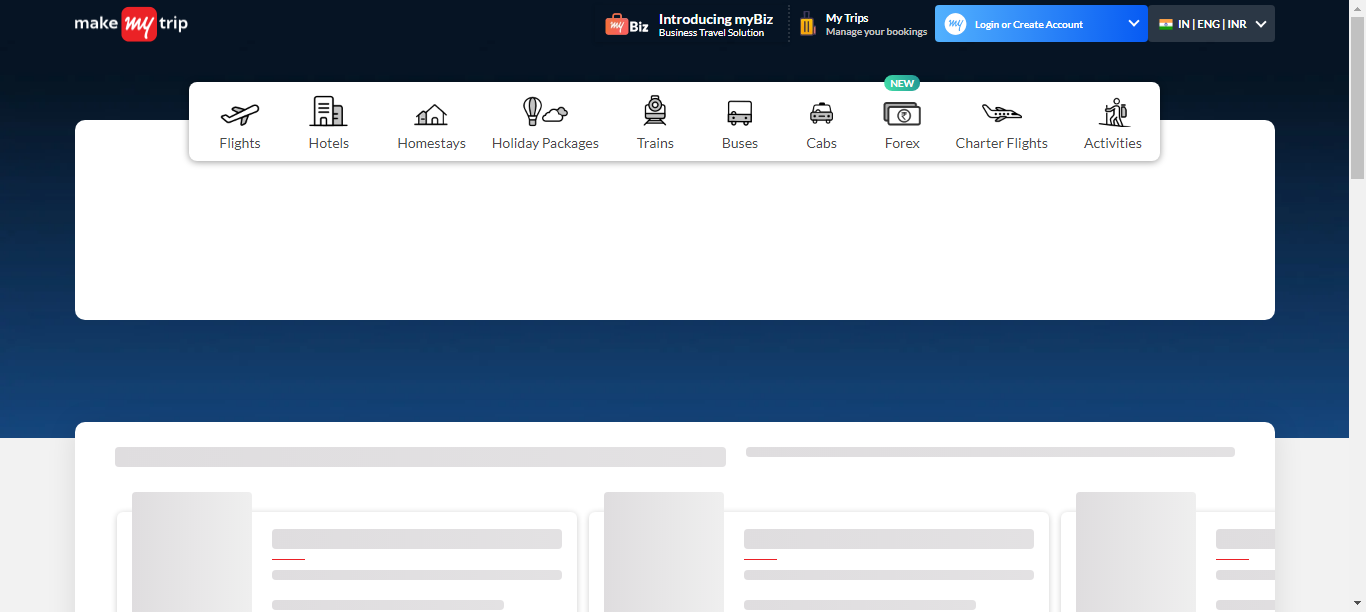 make my trip
my Biz
Introducing myBiz
Business Travel Solution
My Trips
Manage your bookings
my
Login or Create Account
IN | ENG | INR
NEW
Flights
Hotels
Homestays
Holiday Packages
Trains
Buses
Cabs
Forex
Charter Flights
Activities